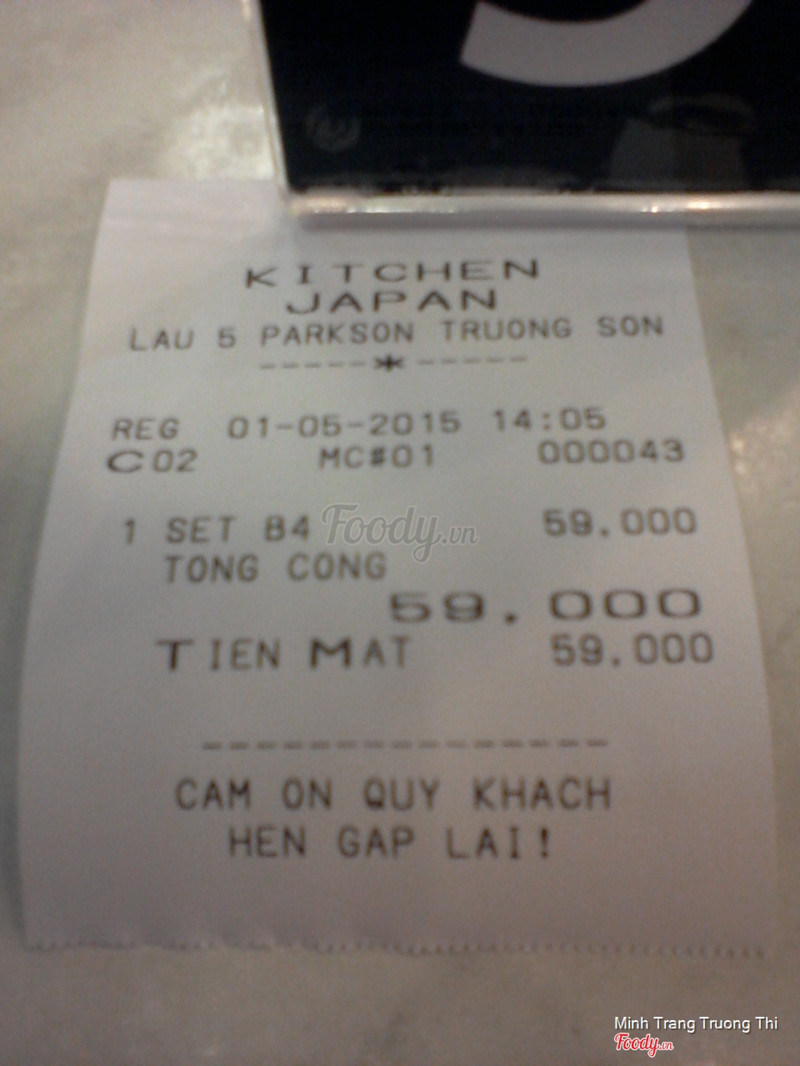 KITCHEN
JAPAN
LAU 5 PARKSON TRUONG SON
-----*-----
REG 01-05-2015 14:05
C02 MC#01 000043
1 SET B4 59.000
TONG CONG
59.000
TIEN MAT 59.000
---------------
CAM ON QUY KHACH
HEN GAP LAI!
Foody.vn
Minh Trang Truong Thi
Foody.vn